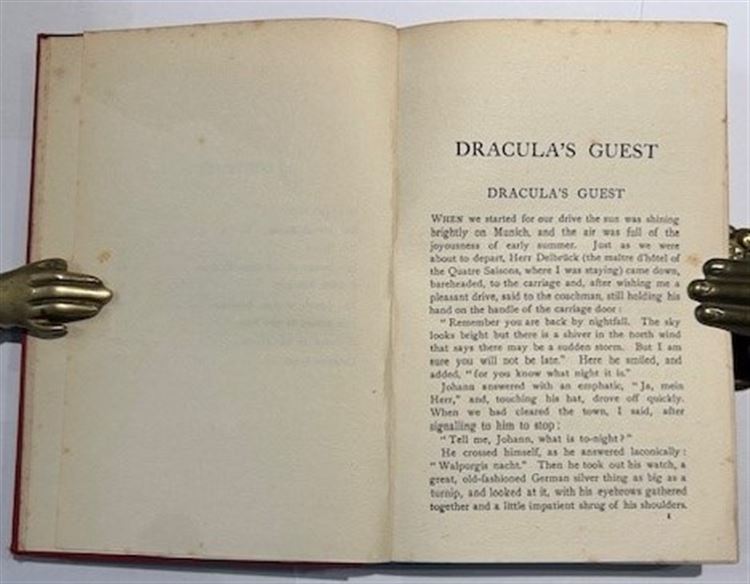 DRACULA'S GUEST
DRACULA'S GUEST
WHEN we started for our drive the sun was shining
brightly on Munich, and the air was full of the
joyousness of early summer. Just as we were
about to depart, Herr Delbrück (the maître d'hôtel of
the Quatre Saisons, where I was staying) came down,
bareheaded, to the carriage and, after wishing me a
pleasant drive, said to the coachman, still holding his
hand on the handle of the carriage door:
"Remember you are back by nightfall. The sky
looks bright but there is a shiver in the north wind
that says there may be a sudden storm. But I am
sure you will not be late." Here he smiled, and
added, "for you know what night it is."
Johann answered with an emphatic, "Ja, mein
Herr," and, touching his hat, drove off quickly.
When we had cleared the town, I said, after
signalling to him to stop:
"Tell me, Johann, what is to-night?"
He crossed himself, as he answered laconically:
"Walpurgis nacht." Then he took out his watch, a
great, old-fashioned German silver thing as big as a
turnip, and looked at it, with his eyebrows gathered
together and a little impatient shrug of his shoulders.
1